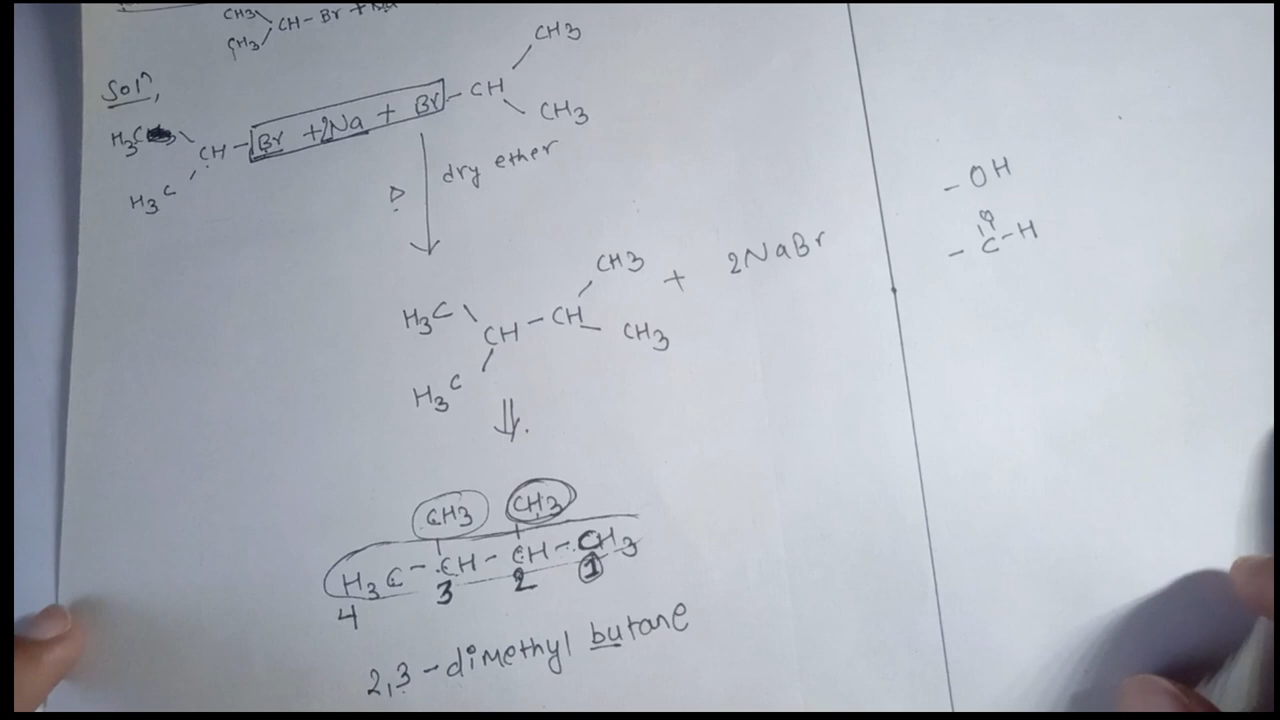 CH3
CH-Br + Na
CH3
Soln,
H3C CH-Br + 2Na + Br-CH CH3
H3C CH3
Δ dry ether
H3C CH-CH CH3 + 2NaBr
H3C CH3
CH3 CH3
H3C-CH-CH-CH3
4 3 2 1
2,3-dimethyl butane
-OH
O
-C-H